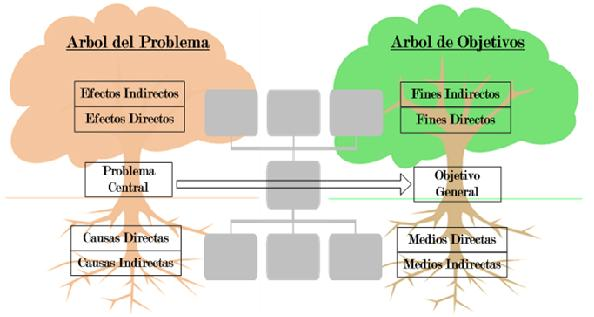 Arbol del Problema
Efectos Indirectos
Efectos Directos
Problema
Central
Causas Directas
Causas Indirectas
Arbol de Objetivos
Fines Indirectos
Fines Directos
Objetivo
General
Medios Directas
Medios Indirectas